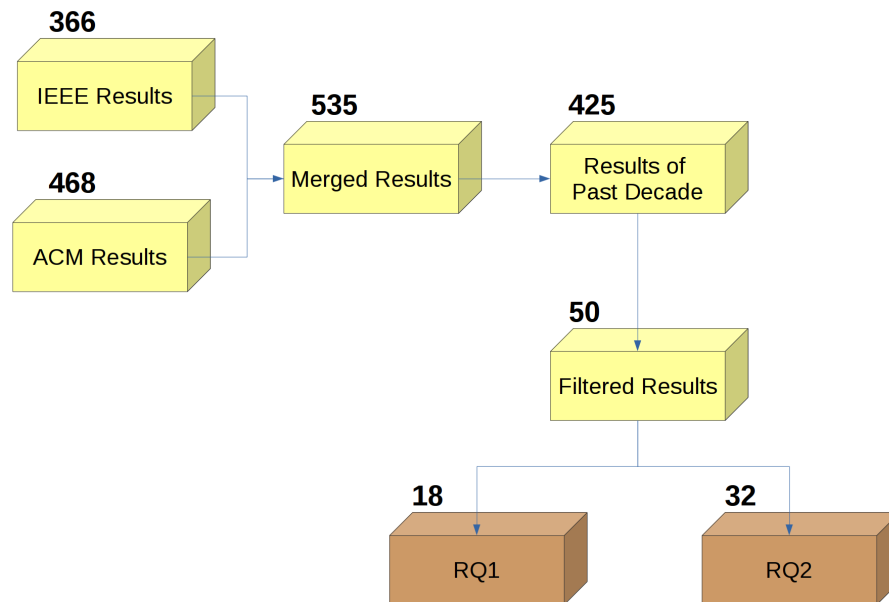 366
IEEE Results
468
ACM Results
535
Merged Results
425
Results of
Past Decade
50
Filtered Results
18
RQ1
32
RQ2